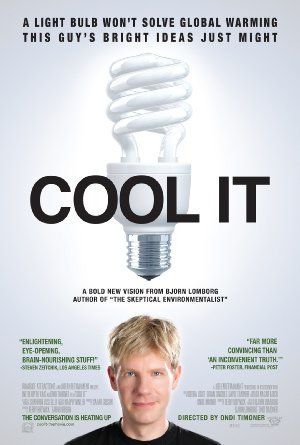 A LIGHT BULB WON'T SOLVE GLOBAL WARMING
THIS GUY'S BRIGHT IDEAS JUST MIGHT
COOL IT
A BOLD NEW VISION FROM BJORN LOMBORG
AUTHOR OF "THE SKEPTICAL ENVIRONMENTALIST"
"ENLIGHTENING,
EYE-OPENING,
BRAIN-NOURISHING STUFF!"
-STEVEN ZEITCHIK, LOS ANGELES TIMES
"FAR MORE
CONVINCING THAN
'AN INCONVENIENT TRUTH.'"
-PETER FOSTER, FINANCIAL POST
THE CONVERSATION IS HEATING UP
DIRECTED BY ONDI TIMONER